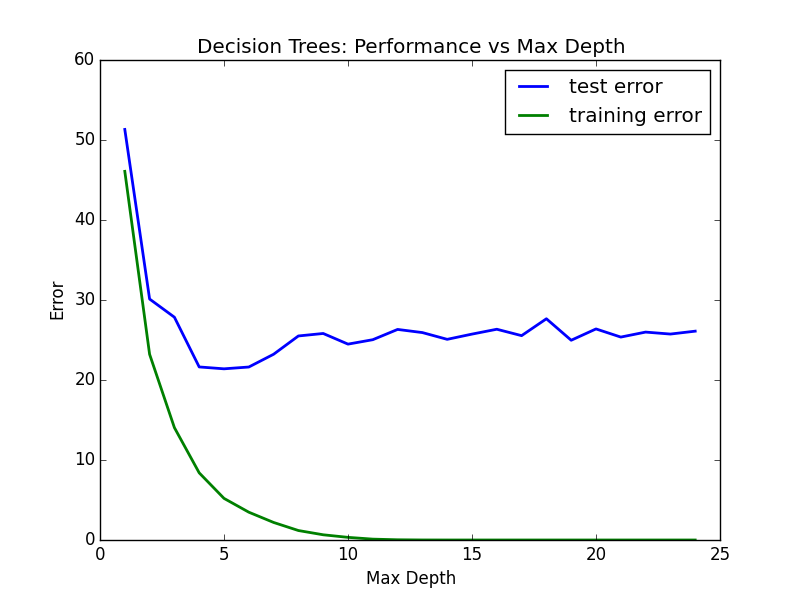 Decision Trees: Performance vs Max Depth
60
50
40
30
20
10
0
Error
test error
training error
0 5 10 15 20 25
Max Depth